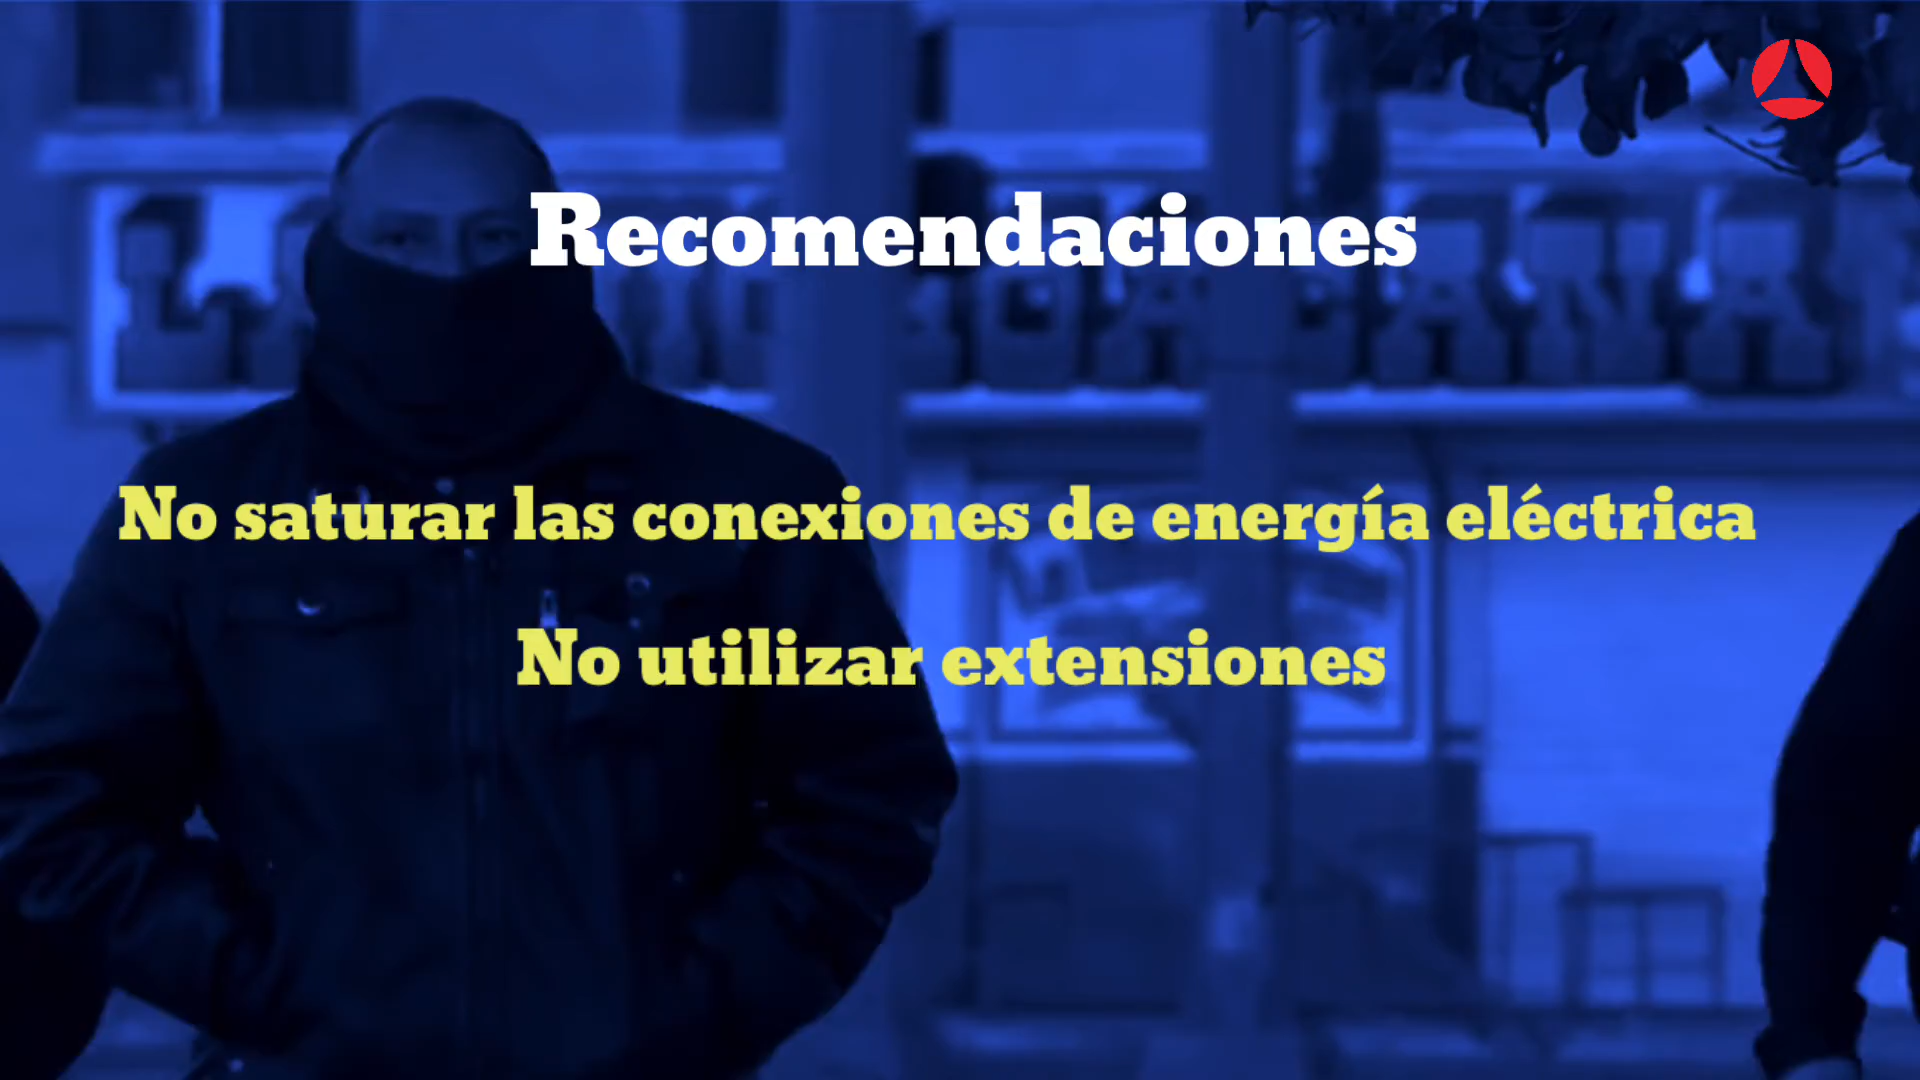 Recomendaciones
No saturar las conexiones de energía eléctrica
No utilizar extensiones